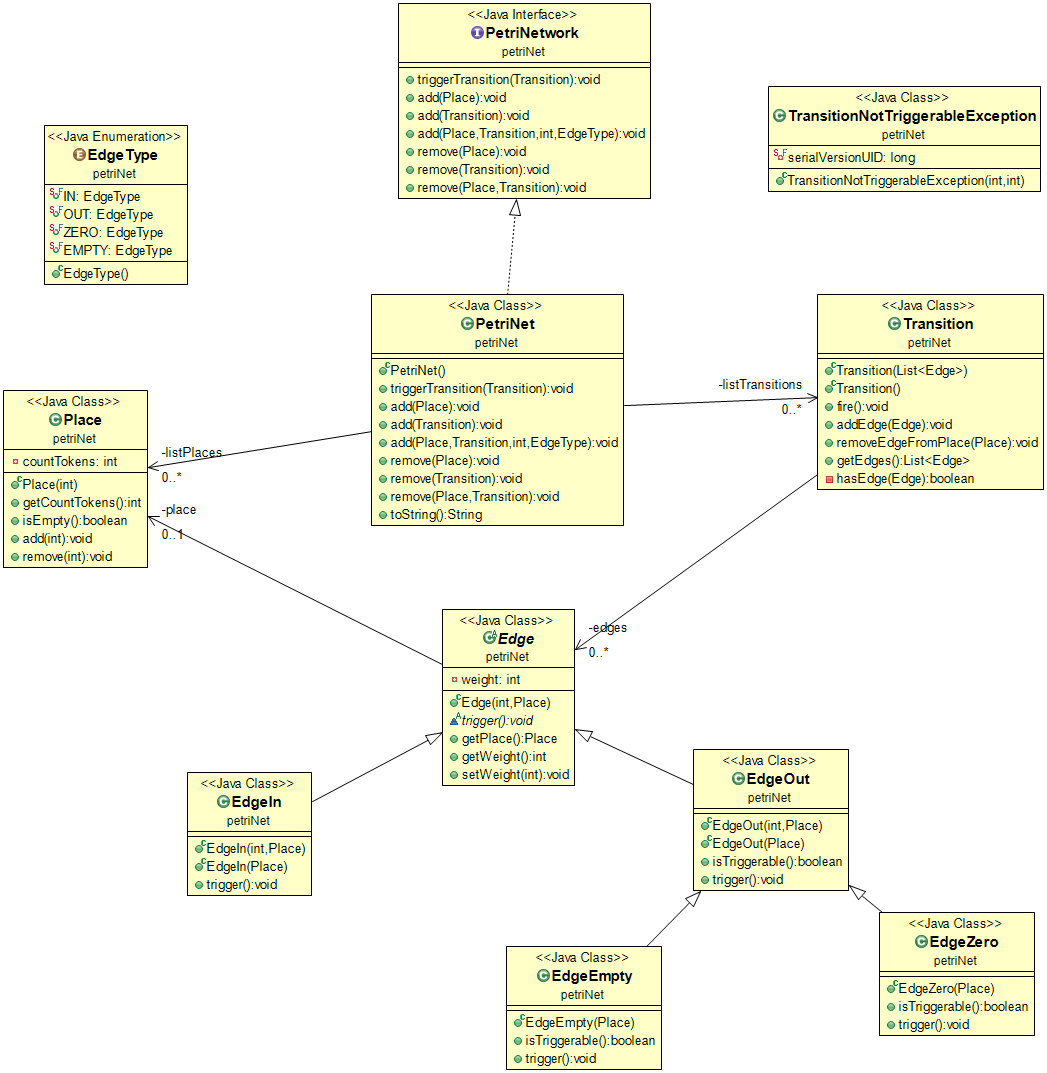 <<Java Interface>>
PetriNetwork
petriNet
triggerTransition(Transition):void
add(Place):void
add(Transition):void
add(Place,Transition,int,EdgeType):void
remove(Place):void
remove(Transition):void
remove(Place,Transition):void
<<Java Class>>
TransitionNotTriggerableException
petriNet
serialVersionUID: long
TransitionNotTriggerableException(int,int)
<<Java Enumeration>>
EdgeType
petriNet
IN: EdgeType
OUT: EdgeType
ZERO: EdgeType
EMPTY: EdgeType
EdgeType()
<<Java Class>>
PetriNet
petriNet
PetriNet()
triggerTransition(Transition):void
add(Place):void
add(Transition):void
add(Place,Transition,int,EdgeType):void
remove(Place):void
remove(Transition):void
remove(Place,Transition):void
toString():String
-listTransitions
0..*
<<Java Class>>
Transition
petriNet
Transition(List<Edge>)
Transition()
fire():void
addEdge(Edge):void
removeEdgeFromPlace(Place):void
getEdges():List<Edge>
hasEdge(Edge):boolean
<<Java Class>>
Place
petriNet
countTokens: int
Place(int)
getCountTokens():int
isEmpty():boolean
add(int):void
remove(int):void
-listPlaces
0..*
-place
0..1
<<Java Class>>
Edge
petriNet
weight: int
Edge(int,Place)
trigger():void
getPlace():Place
getWeight():int
setWeight(int):void
-edges
0..*
<<Java Class>>
EdgeIn
petriNet
EdgeIn(int,Place)
EdgeIn(Place)
trigger():void
<<Java Class>>
EdgeOut
petriNet
EdgeOut(int,Place)
EdgeOut(Place)
isTriggerable():boolean
trigger():void
<<Java Class>>
EdgeEmpty
petriNet
EdgeEmpty(Place)
isTriggerable():boolean
trigger():void
<<Java Class>>
EdgeZero
petriNet
EdgeZero(Place)
isTriggerable():boolean
trigger():void